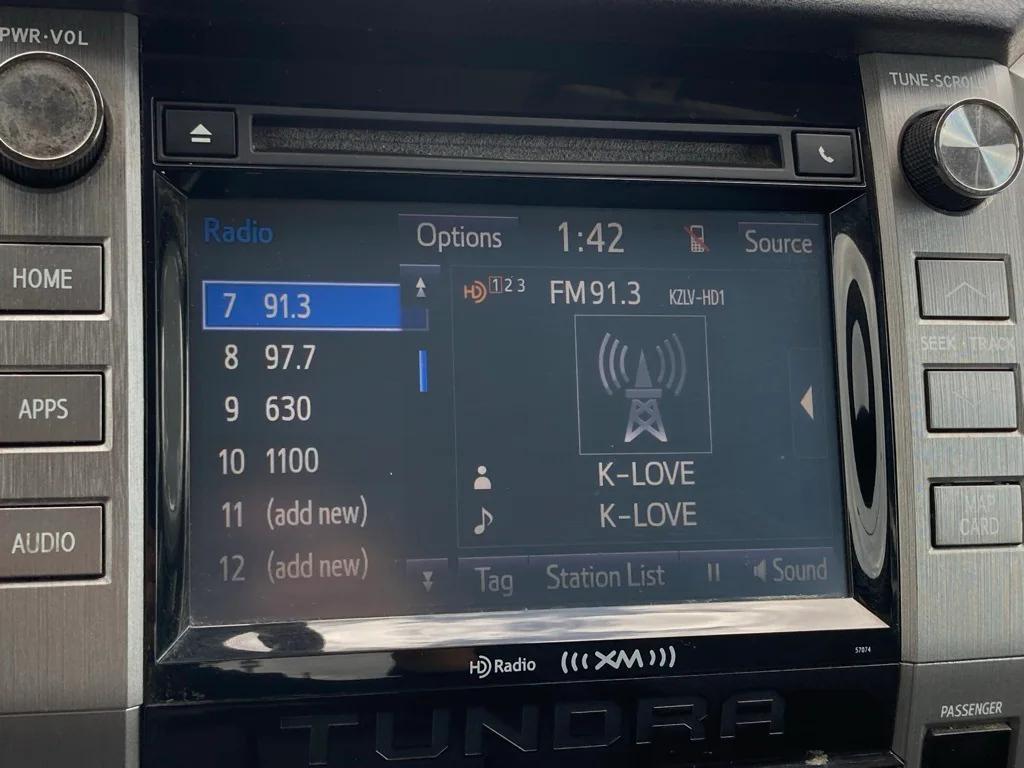 PWR·VOL
TUNE·SCROLL
Radio
Options
1:42
Source
HOME
7 91.3
HD 1 2 3
FM 91.3
KZLV-HD1
8 97.7
SEEK·TRACK
9 630
APPS
10 1100
K-LOVE
11 (add new)
K-LOVE
MAP
CARD
AUDIO
12 (add new)
Tag
Station List
Sound
HD Radio
((( XM )))
57074
TUNDRA
PASSENGER